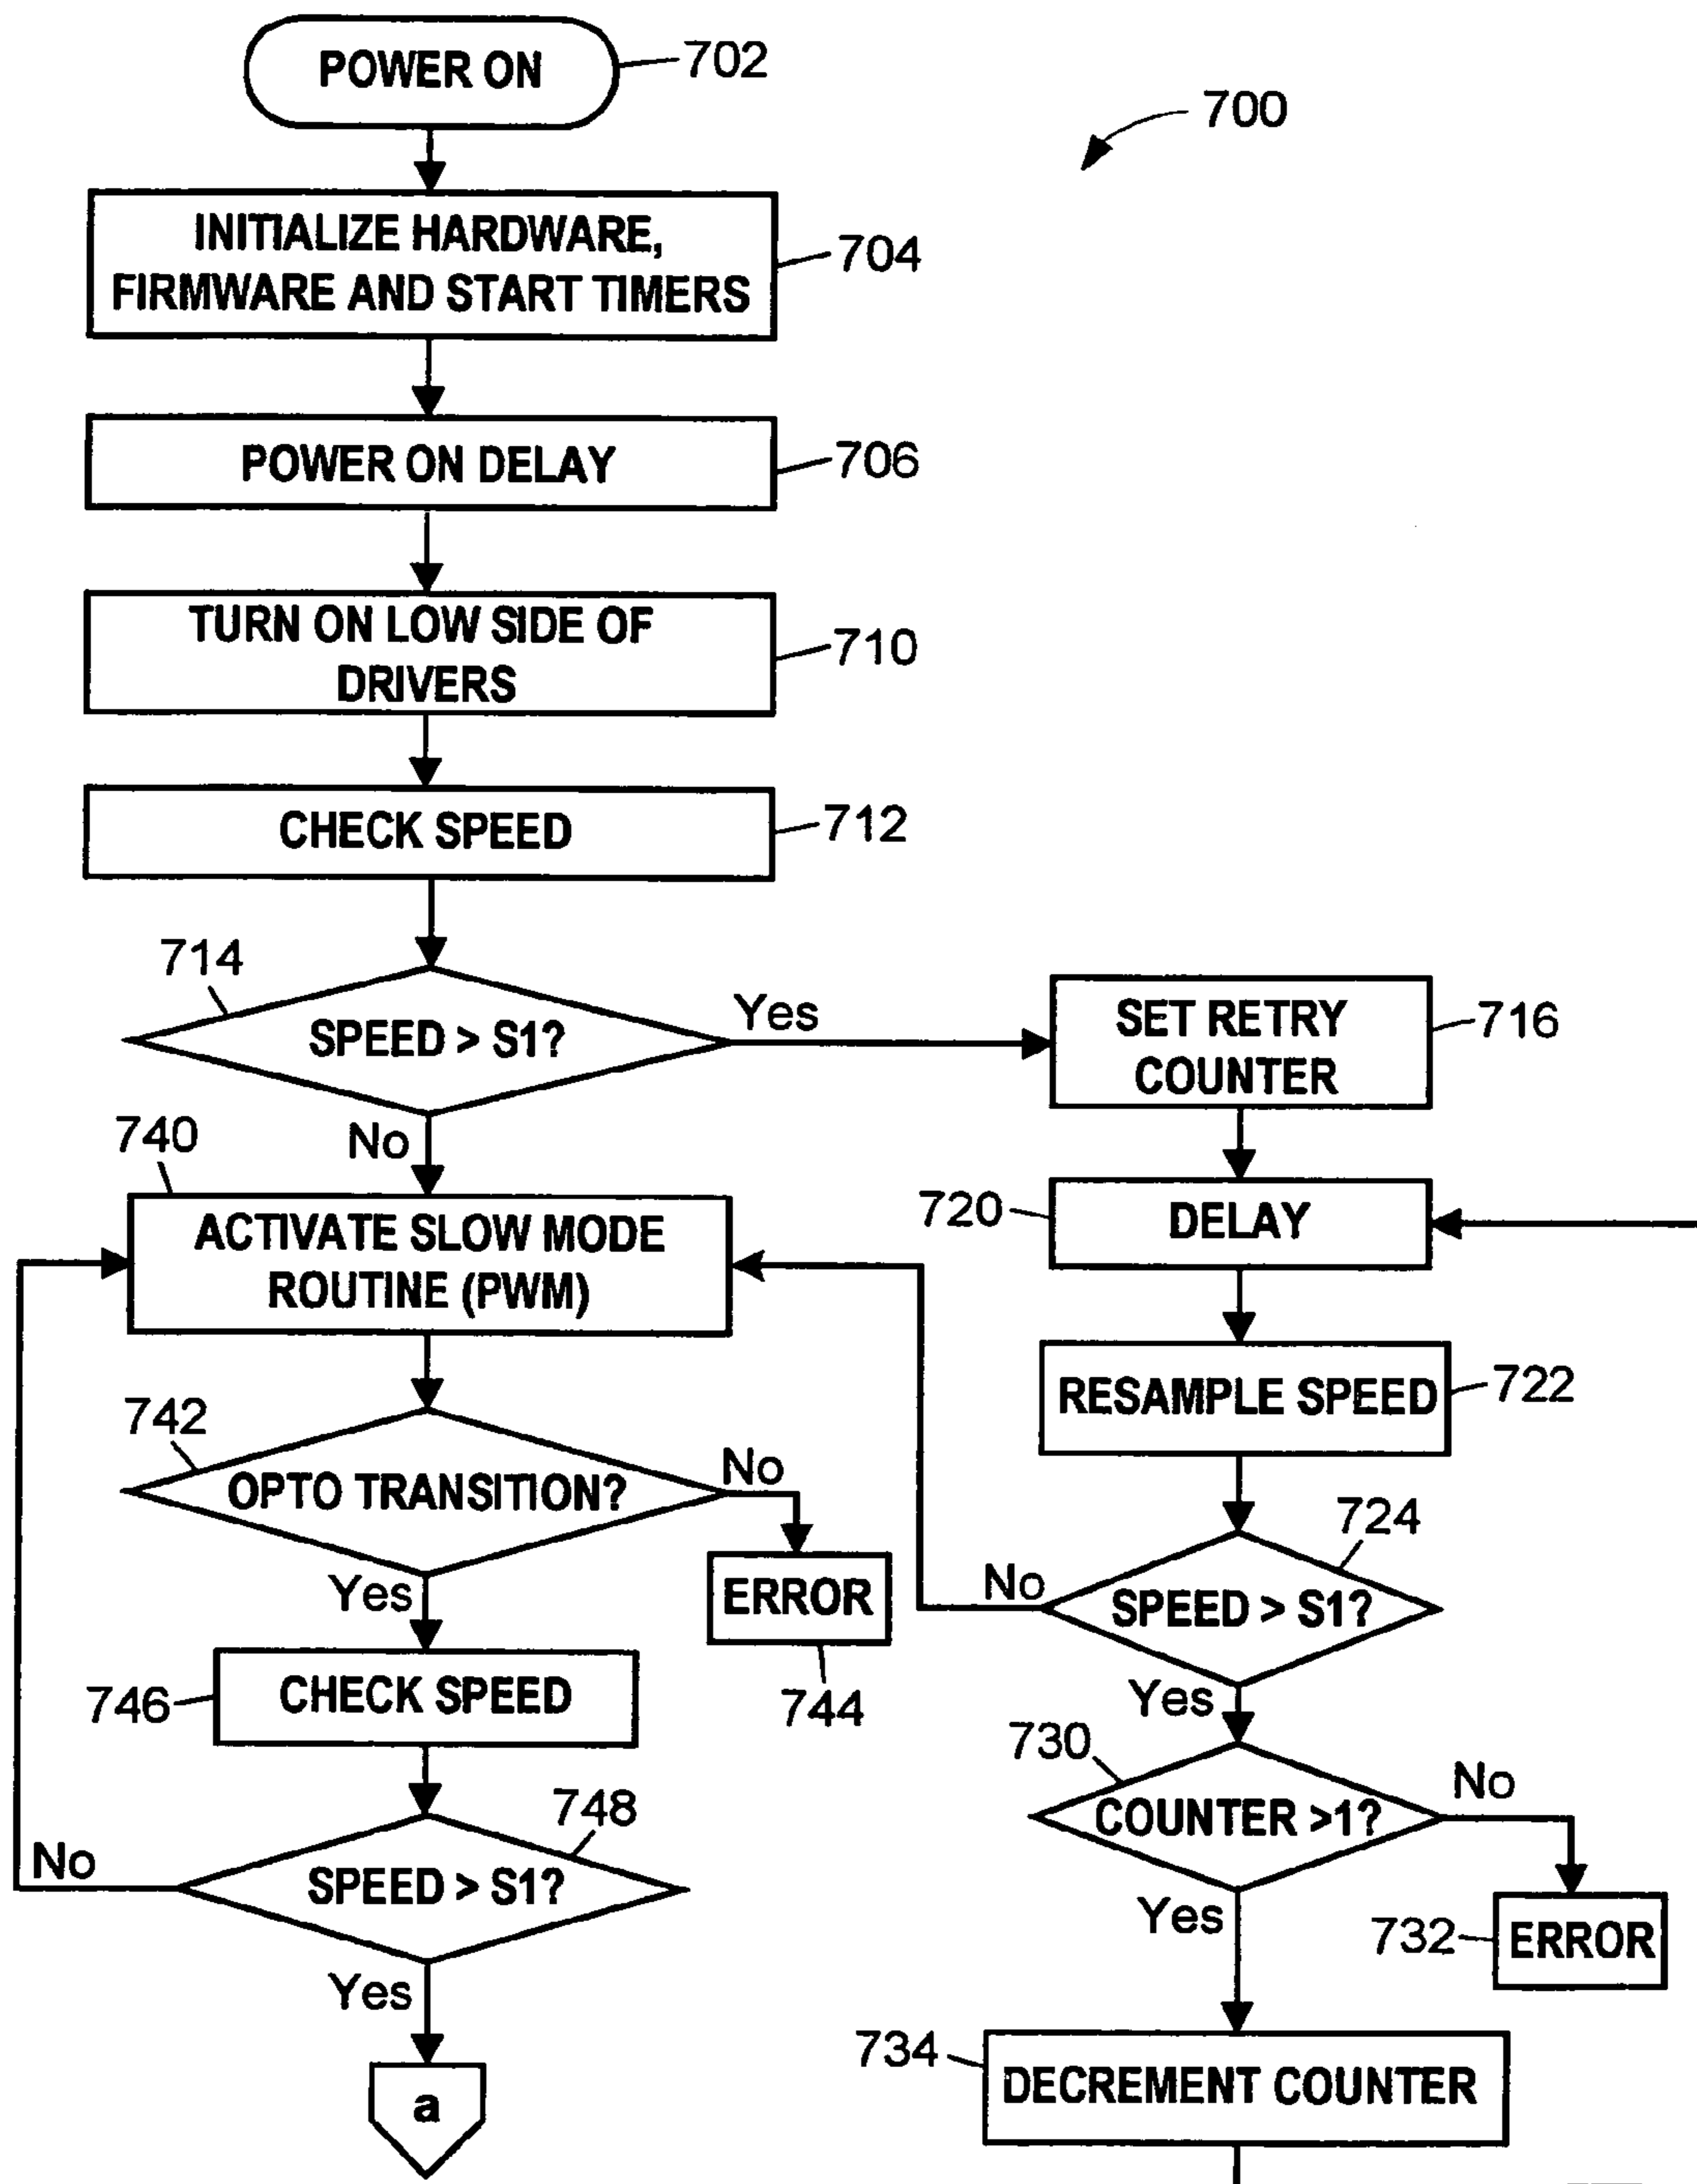 POWER ON
702
700
INITIALIZE HARDWARE,
FIRMWARE AND START TIMERS
704
POWER ON DELAY
706
TURN ON LOW SIDE OF
DRIVERS
710
CHECK SPEED
712
714
SPEED > S1?
Yes
No
SET RETRY
COUNTER
716
740
ACTIVATE SLOW MODE
ROUTINE (PWM)
720
DELAY
RESAMPLE SPEED
722
742
OPTO TRANSITION?
No
Yes
ERROR
744
724
SPEED > S1?
No
Yes
746
CHECK SPEED
730
COUNTER >1?
No
Yes
748
SPEED > S1?
No
Yes
732
ERROR
734
DECREMENT COUNTER
a